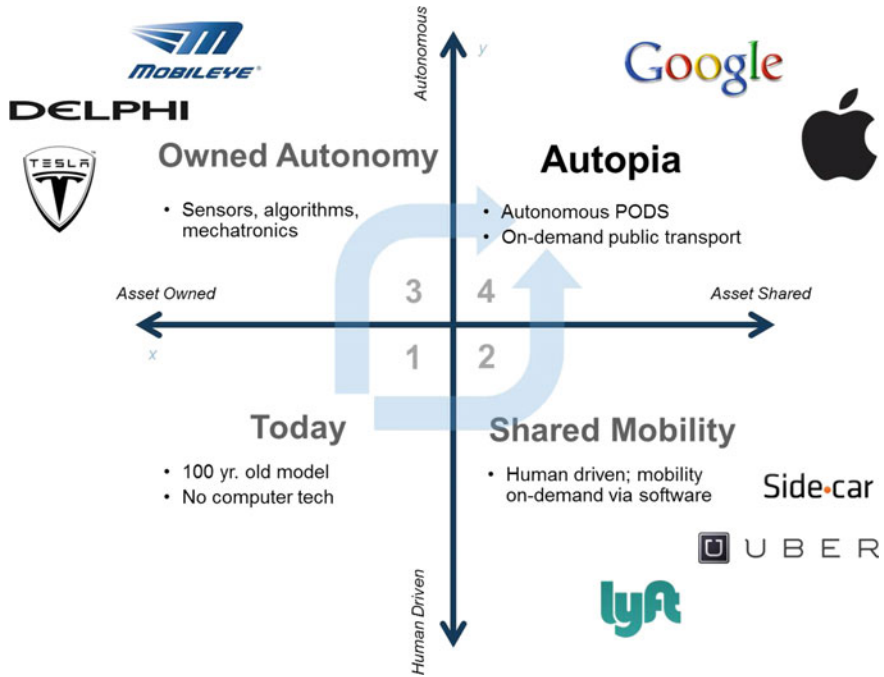 MOBILEYE®
DELPHI
TESLA
TM
Autonomous
y
Google
Owned Autonomy
• Sensors, algorithms,
mechatronics
Autopia
• Autonomous PODS
• On-demand public transport
Asset Owned
3
4
Asset Shared
x
1
2
Today
• 100 yr. old model
• No computer tech
Shared Mobility
• Human driven; mobility
on-demand via software
Side•car
U UBER
lyft
Human Driven